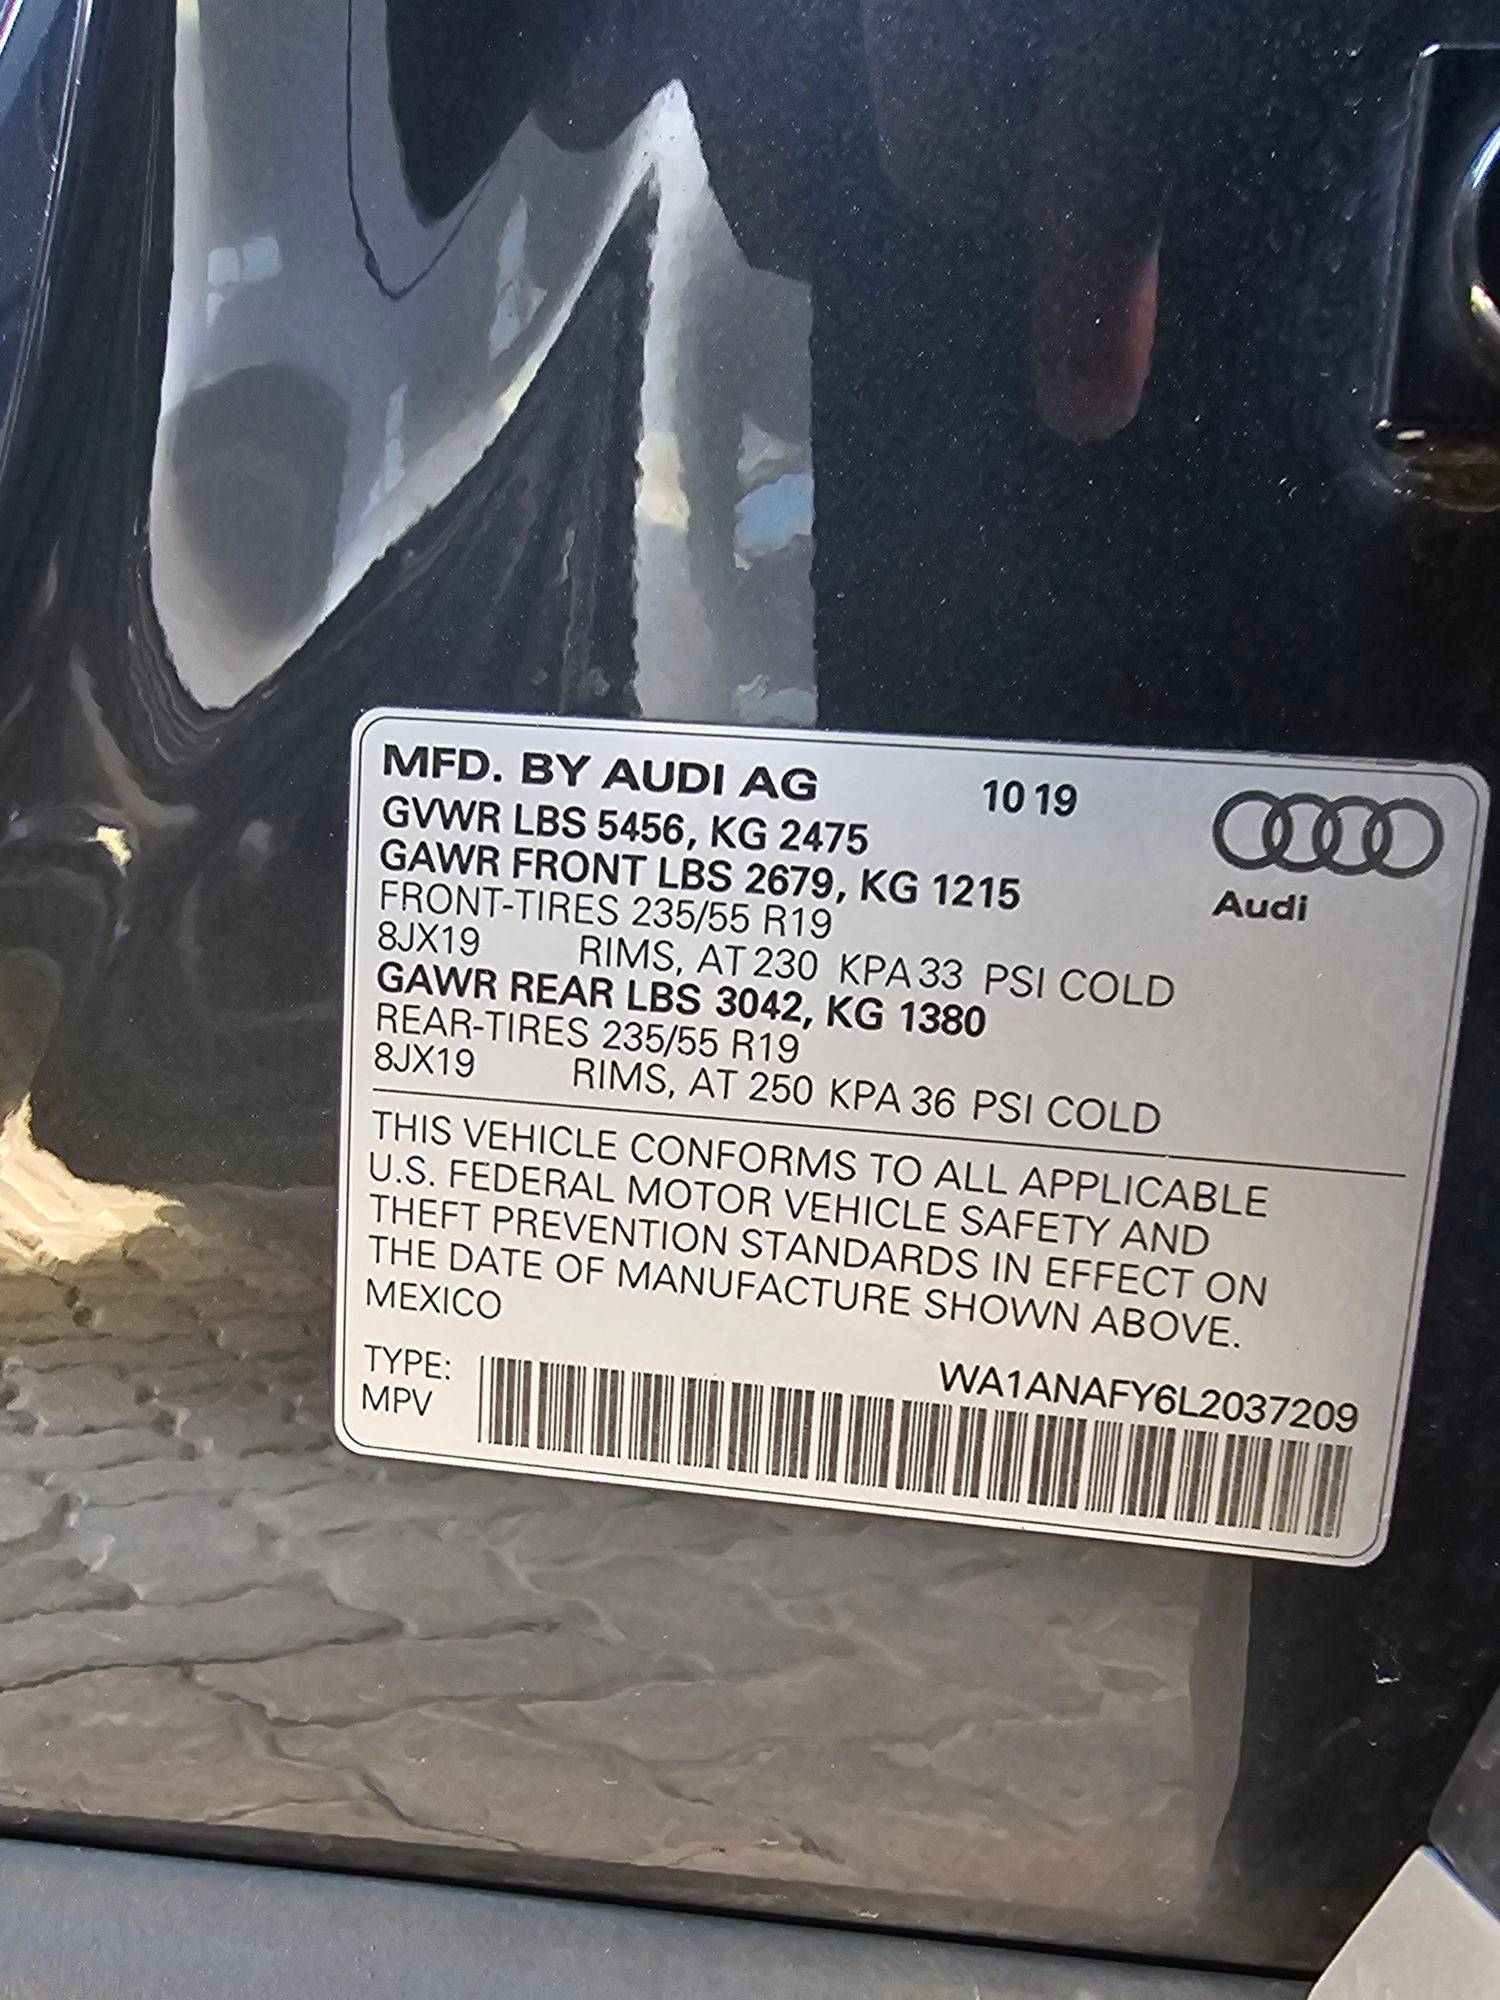 MFD. BY AUDI AG 10 19
GVWR LBS 5456, KG 2475
GAWR FRONT LBS 2679, KG 1215
Audi
FRONT-TIRES 235/55 R19
8JX19 RIMS, AT 230 KPA 33 PSI COLD
GAWR REAR LBS 3042, KG 1380
REAR-TIRES 235/55 R19
8JX19 RIMS, AT 250 KPA 36 PSI COLD
THIS VEHICLE CONFORMS TO ALL APPLICABLE
U.S. FEDERAL MOTOR VEHICLE SAFETY AND
THEFT PREVENTION STANDARDS IN EFFECT ON
THE DATE OF MANUFACTURE SHOWN ABOVE.
MEXICO
TYPE: WA1ANAFY6L2037209
MPV